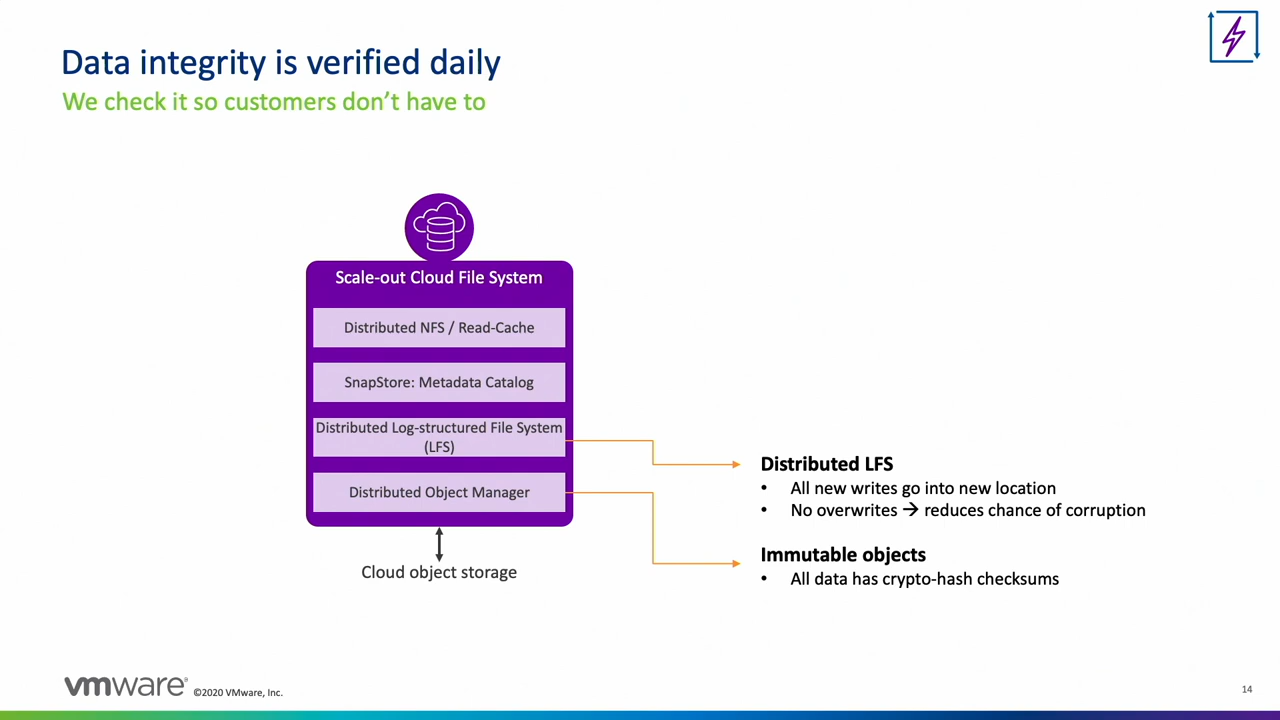 Data integrity is verified daily
We check it so customers don’t have to
Scale-out Cloud File System
Distributed NFS / Read-Cache
SnapStore: Metadata Catalog
Distributed Log-structured File System
(LFS)
Distributed Object Manager
Cloud object storage
Distributed LFS
• All new writes go into new location
• No overwrites → reduces chance of corruption
Immutable objects
• All data has crypto-hash checksums
vmware®
©2020 VMware, Inc.
14